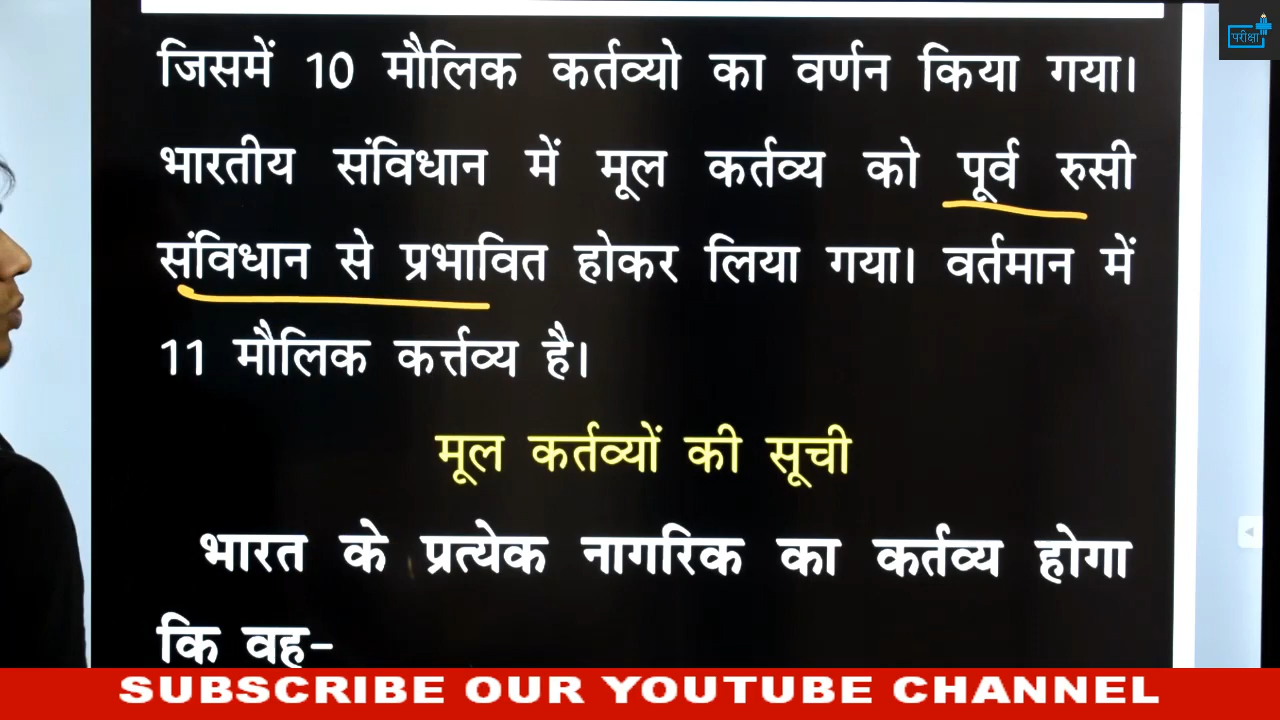 परीक्षा
जिसमें 10 मौलिक कर्तव्यो का वर्णन किया गया।
भारतीय संविधान में मूल कर्तव्य को पूर्व रुसी
संविधान से प्रभावित होकर लिया गया। वर्तमान में
11 मौलिक कर्त्तव्य है।
मूल कर्तव्यों की सूची
भारत के प्रत्येक नागरिक का कर्तव्य होगा
कि वह-
SUBSCRIBE OUR YOUTUBE CHANNEL